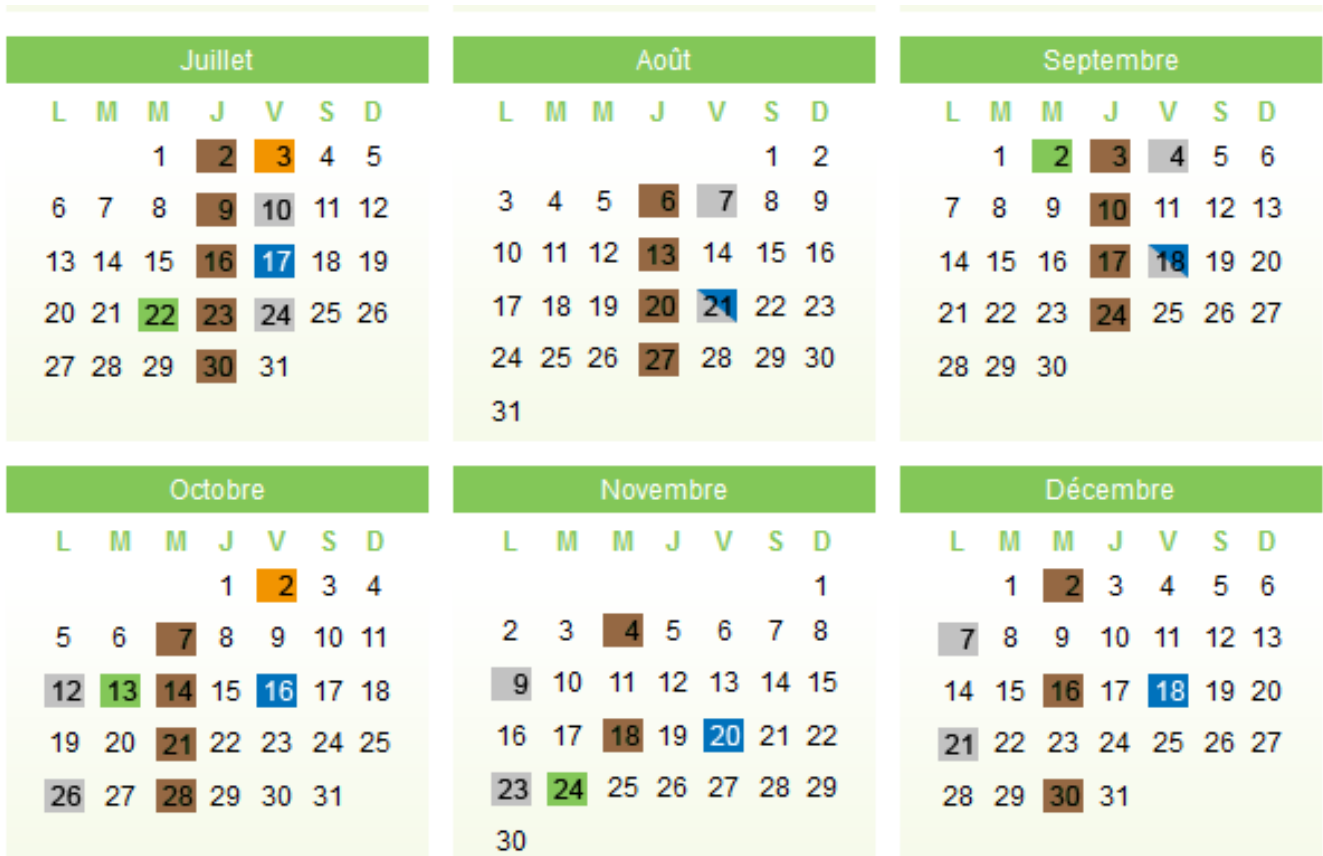 Juillet
L M M J V S D
1 2 3 4 5
6 7 8 9 10 11 12
13 14 15 16 17 18 19
20 21 22 23 24 25 26
27 28 29 30 31
Août
L M M J V S D
1 2
3 4 5 6 7 8 9
10 11 12 13 14 15 16
17 18 19 20 21 22 23
24 25 26 27 28 29 30
31
Septembre
L M M J V S D
1 2 3 4 5 6
7 8 9 10 11 12 13
14 15 16 17 18 19 20
21 22 23 24 25 26 27
28 29 30
Octobre
L M M J V S D
1 2 3 4
5 6 7 8 9 10 11
12 13 14 15 16 17 18
19 20 21 22 23 24 25
26 27 28 29 30 31
Novembre
L M M J V S D
1
2 3 4 5 6 7 8
9 10 11 12 13 14 15
16 17 18 19 20 21 22
23 24 25 26 27 28 29
30
Décembre
L M M J V S D
1 2 3 4 5 6
7 8 9 10 11 12 13
14 15 16 17 18 19 20
21 22 23 24 25 26 27
28 29 30 31